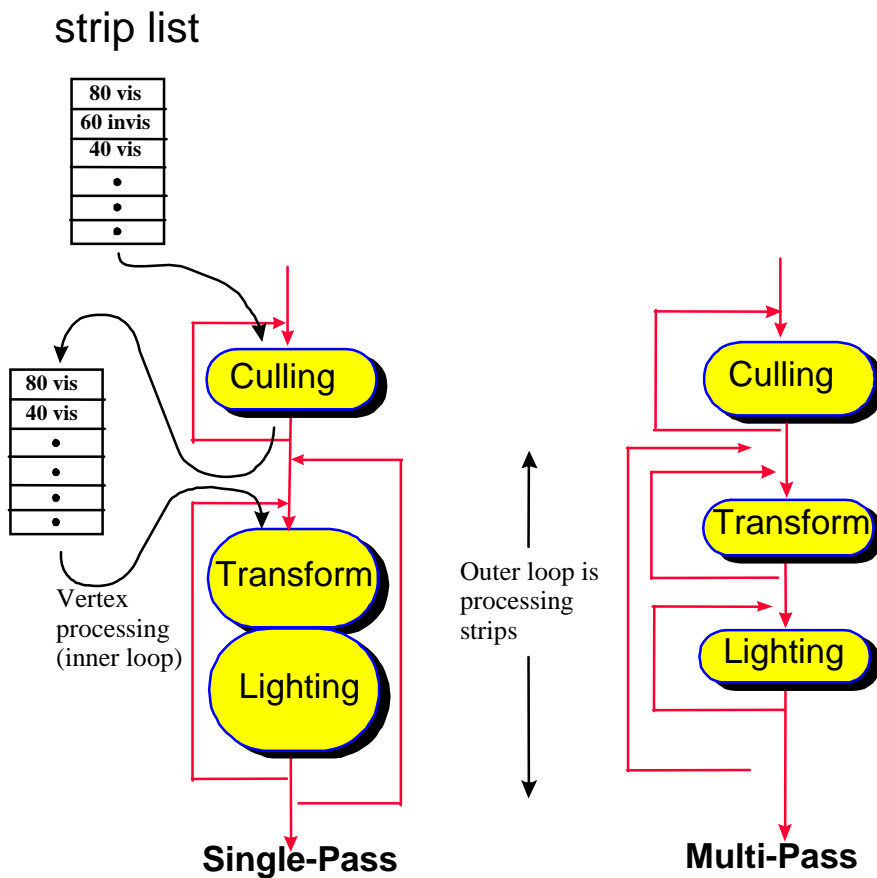 strip list
80 vis
60 invis
40 vis
Culling
80 vis
40 vis
Vertex
processing
(inner loop)
Transform
Lighting
Single-Pass
Outer loop is
processing
strips
Culling
Transform
Lighting
Multi-Pass